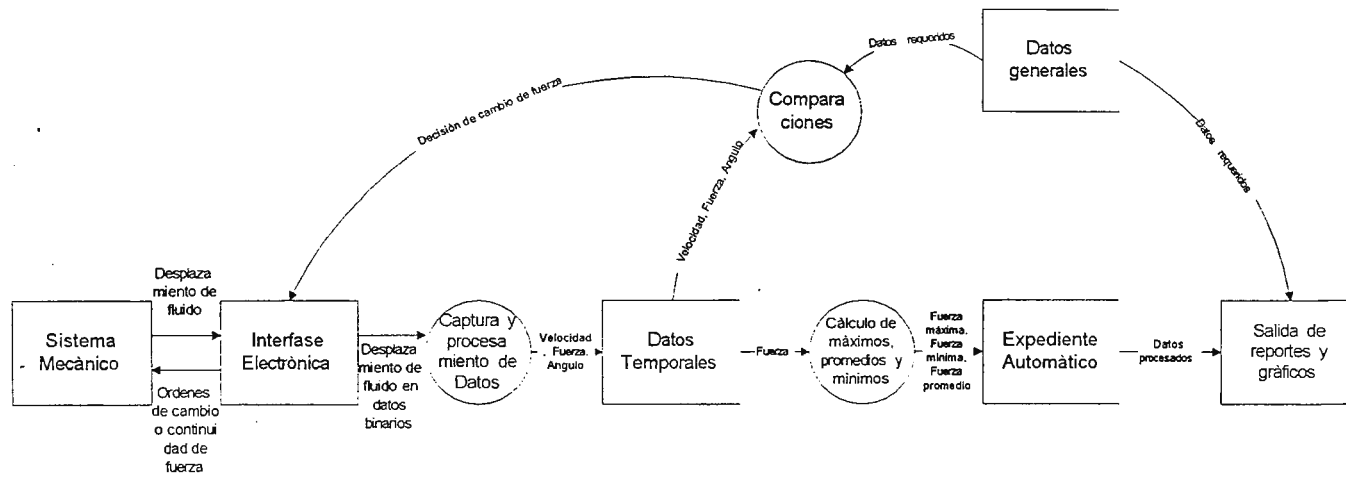 Datos requeridos
Datos
generales
Compara
ciones
Decisiòn de cambio de fuerza
Datos requeridos
Velocidad, Fuerza, Angulo
Desplaza
miento de
fluido
Sistema
Mecànico
Interfase
Electrònica
Ordenes
de cambio
o continui
dad de
fuerza
Desplaza
miento de
fluido en
datos
binarios
Captura y
procesa
miento de
Datos
Velocidad
, Fuerza,
Angulo
Datos
Temporales
Fuerza
Càlculo de
màximos,
promedios y
mìnimos
Fuerza
màxima,
Fuerza
mìnima,
Fuerza
promedio
Expediente
Automàtico
Datos
procesados
Salida de
reportes y
gràficos